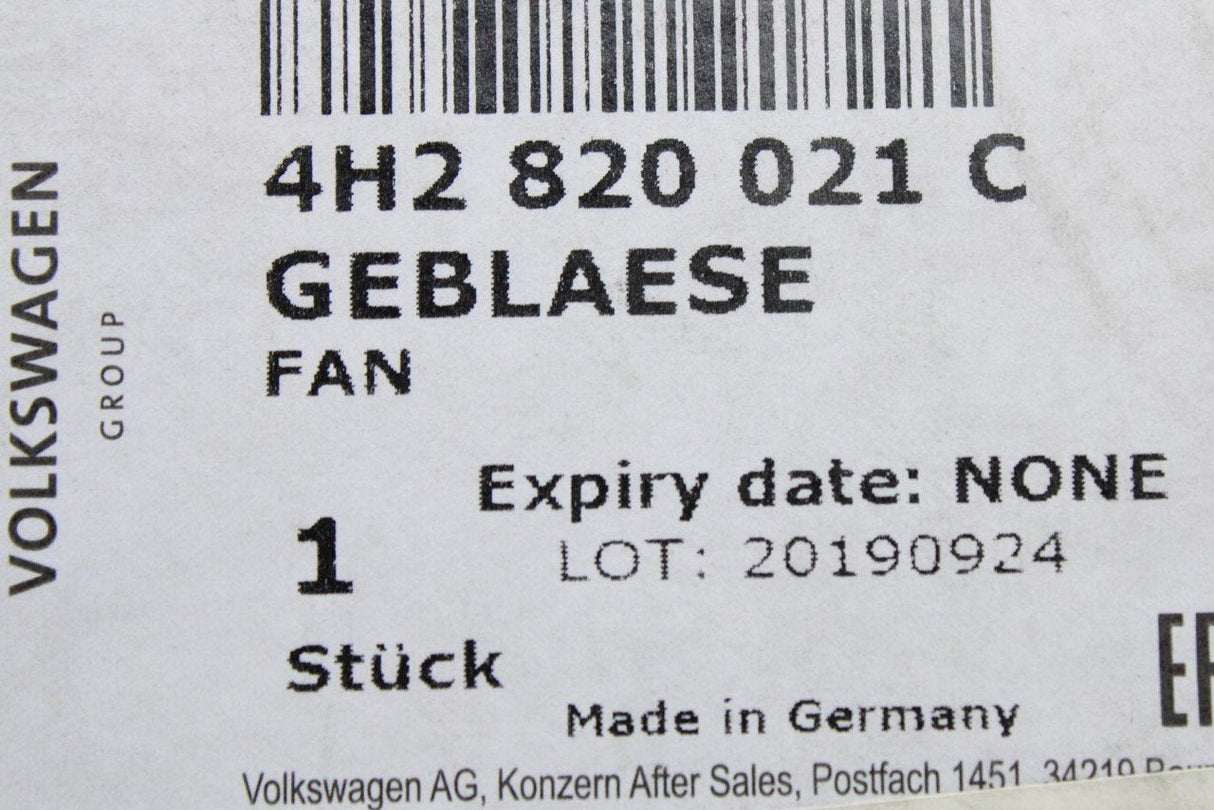 VOLKSWAGEN
GROUP
4H2 820 021 C
GEBLAESE
FAN
Expiry date: NONE
LOT: 20190924
1
Stück
Made in Germany
Volkswagen AG, Konzern After Sales, Postfach 1451, 34219